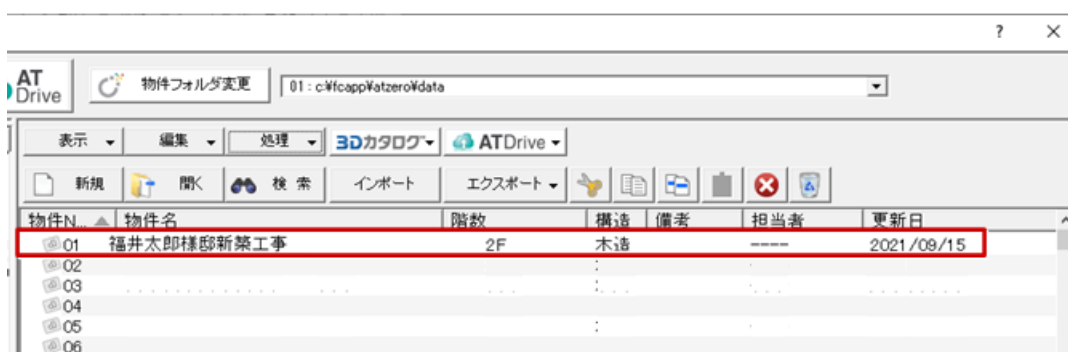 ? ×
AT Drive 物件フォルダ変更 01 : c:¥fcapp¥atzero¥data
表示 編集 処理 3Dカタログ ATDrive
新規 開く 検 索 インポート エクスポート
物件N... 物件名 階数 構造 備考 担当者 更新日
01 福井太郎様邸新築工事 2F 木造 ---- 2021/09/15
02
03
04
05
06